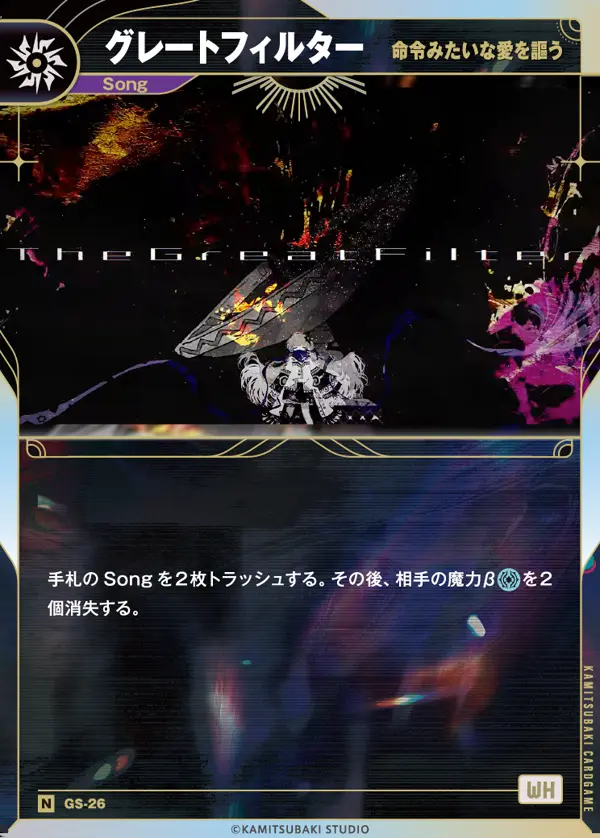 グレートフィルター 命令みたいな愛を謳う
Song
TheGreatFilter
手札の Song を2枚トラッシュする。その後、相手の魔力βを2
個消失する。
KAMITSUBAKI CARDGAME
WH
N GS-26
©KAMITSUBAKI STUDIO